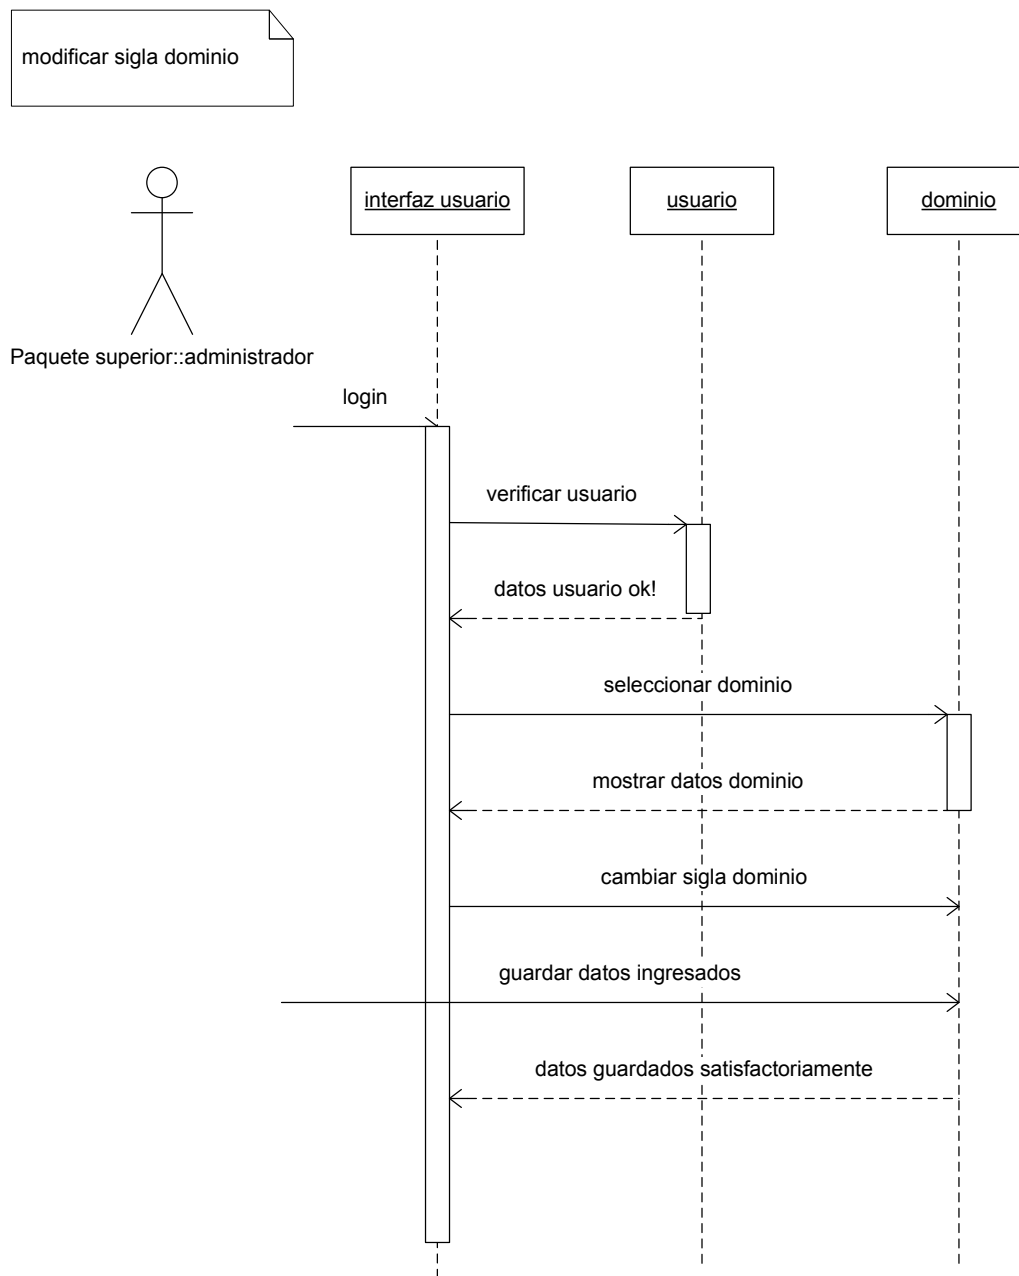 modificar sigla dominio
interfaz usuario
usuario
dominio
Paquete superior::administrador
login
verificar usuario
datos usuario ok!
seleccionar dominio
mostrar datos dominio
cambiar sigla dominio
guardar datos ingresados
datos guardados satisfactoriamente